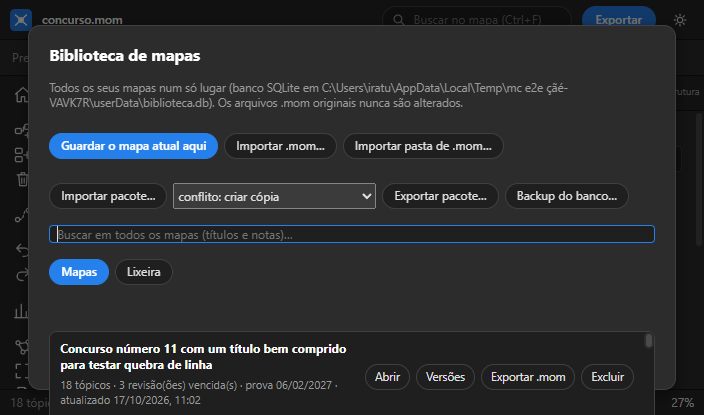 concurso.mom
Buscar no mapa (Ctrl+F)
Exportar
Pre
rutura
Biblioteca de mapas
Todos os seus mapas num só lugar (banco SQLite em C:\Users\iratu\AppData\Local\Temp\mc e2e çãé-
VAVK7R\userData\biblioteca.db). Os arquivos .mom originais nunca são alterados.
Guardar o mapa atual aqui
Importar .mom...
Importar pasta de .mom...
Importar pacote...
conflito: criar cópia
Exportar pacote...
Backup do banco...
Buscar em todos os mapas (títulos e notas)...
Mapas
Lixeira
Concurso número 11 com um título bem comprido
para testar quebra de linha
18 tópicos · 3 revisão(ões) vencida(s) · prova 06/02/2027 ·
atualizado 17/10/2026, 11:02
Abrir
Versões
Exportar .mom
Excluir
18 tópi
27%